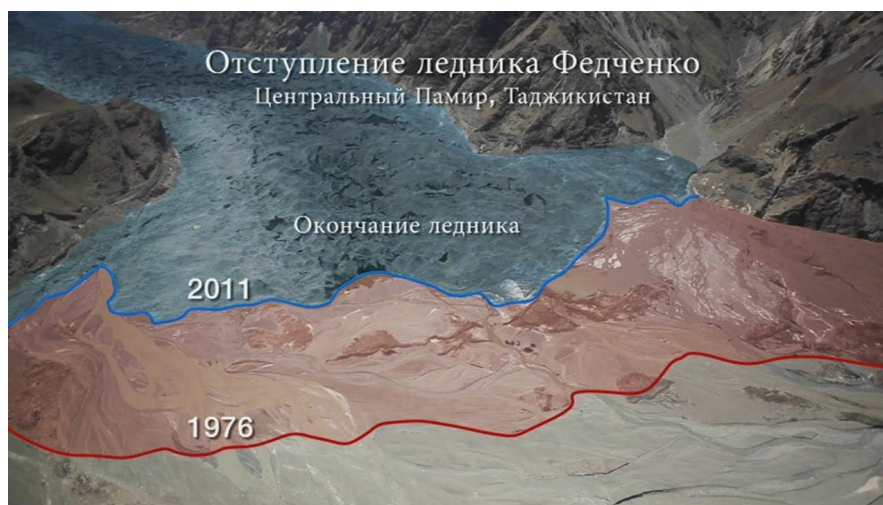 Отступление ледника Федченко
Центральный Памир, Таджикистан
Окончание ледника
2011
1976